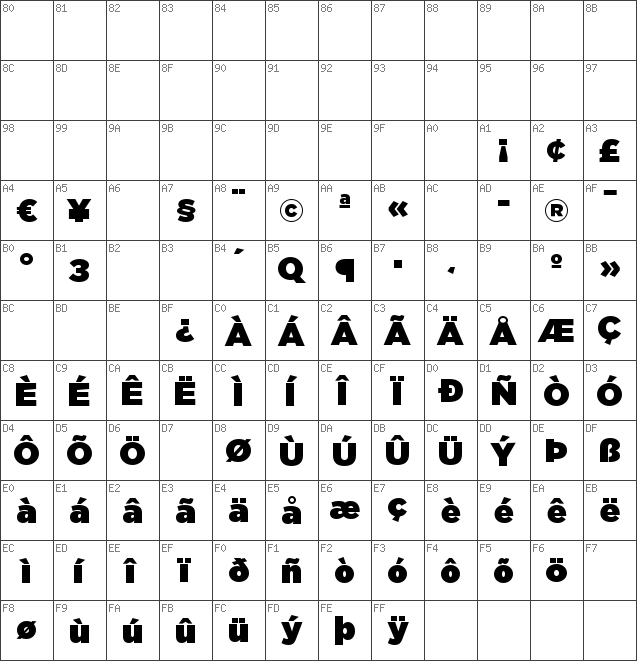 80 81 82 83 84 85 86 87 88 89 8A 8B
8C 8D 8E 8F 90 91 92 93 94 95 96 97
98 99 9A 9B 9C 9D 9E 9F A0 A1 A2 A3
¡ ¢ £
A4 A5 A6 A7 A8 A9 AA AB AC AD AE AF
€ ¥ § ¨ © ª « - ® ¯
B0 B1 B2 B3 B4 B5 B6 B7 B8 B9 BA BB
° 3 ´ Q ¶ · ¸ º »
BC BD BE BF C0 C1 C2 C3 C4 C5 C6 C7
¿ À Á Â Ã Ä Å Æ Ç
C8 C9 CA CB CC CD CE CF D0 D1 D2 D3
È É Ê Ë Ì Í Î Ï Ð Ñ Ò Ó
D4 D5 D6 D7 D8 D9 DA DB DC DD DE DF
Ô Õ Ö Ø Ù Ú Û Ü Ý Þ ß
E0 E1 E2 E3 E4 E5 E6 E7 E8 E9 EA EB
à á â ã ä å æ ç è é ê ë
EC ED EE EF F0 F1 F2 F3 F4 F5 F6 F7
ì í î ï ð ñ ò ó ô õ ö
F8 F9 FA FB FC FD FE FF
ø ù ú û ü ý þ ÿ